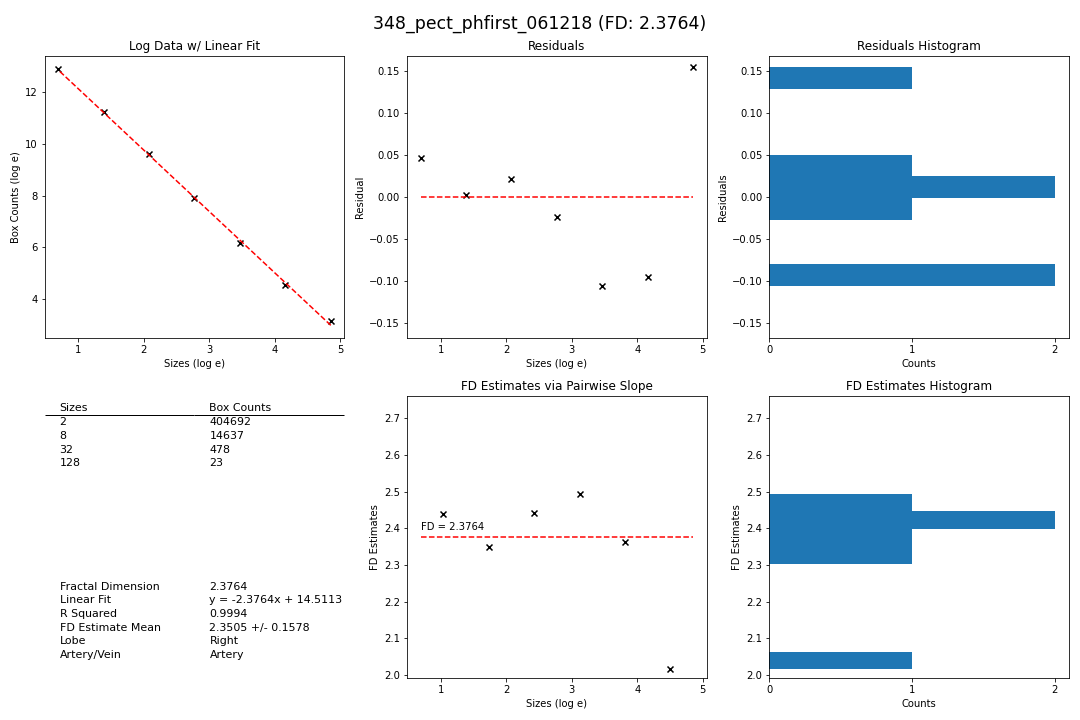 348_pect_phfirst_061218 (FD: 2.3764)
Log Data w/ Linear Fit
Box Counts (log e)
12
10
8
6
4
1 2 3 4 5
Sizes (log e)
Residuals
Residual
0.15
0.10
0.05
0.00
−0.05
−0.10
−0.15
1 2 3 4 5
Sizes (log e)
Residuals Histogram
Residuals
0.15
0.10
0.05
0.00
−0.05
−0.10
−0.15
0 1 2
Counts
Sizes Box Counts
2 404692
8 14637
32 478
128 23
Fractal Dimension 2.3764
Linear Fit y = -2.3764x + 14.5113
R Squared 0.9994
FD Estimate Mean 2.3505 +/- 0.1578
Lobe Right
Artery/Vein Artery
FD Estimates via Pairwise Slope
FD Estimates
2.7
2.6
2.5
2.4
2.3
2.2
2.1
2.0
FD = 2.3764
1 2 3 4 5
Sizes (log e)
FD Estimates Histogram
FD Estimates
2.7
2.6
2.5
2.4
2.3
2.2
2.1
2.0
0 1 2
Counts